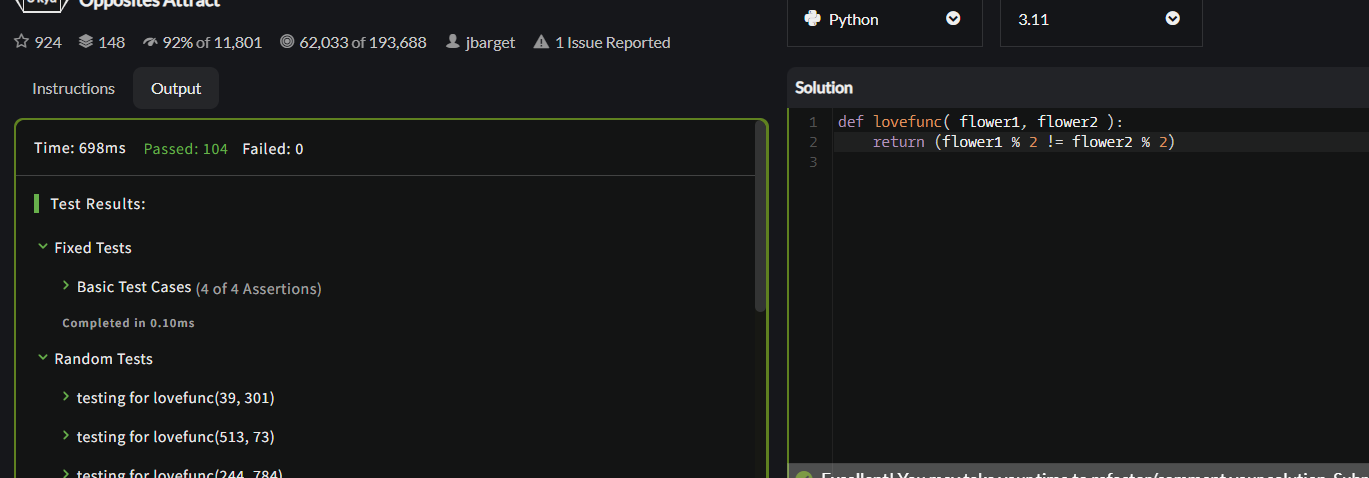 Opposites Attract
924 148 92% of 11,801 62,033 of 193,688 jbarget 1 Issue Reported
Instructions Output
Time: 698ms Passed: 104 Failed: 0
Test Results:
Fixed Tests
Basic Test Cases (4 of 4 Assertions)
Completed in 0.10ms
Random Tests
testing for lovefunc(39, 301)
testing for lovefunc(513, 73)
testing for lovefunc(244, 784)
Python 3.11
Solution
1 def lovefunc( flower1, flower2 ):
2 return (flower1 % 2 != flower2 % 2)
3
Excellent! You may take your time to refactor/comment your solution.